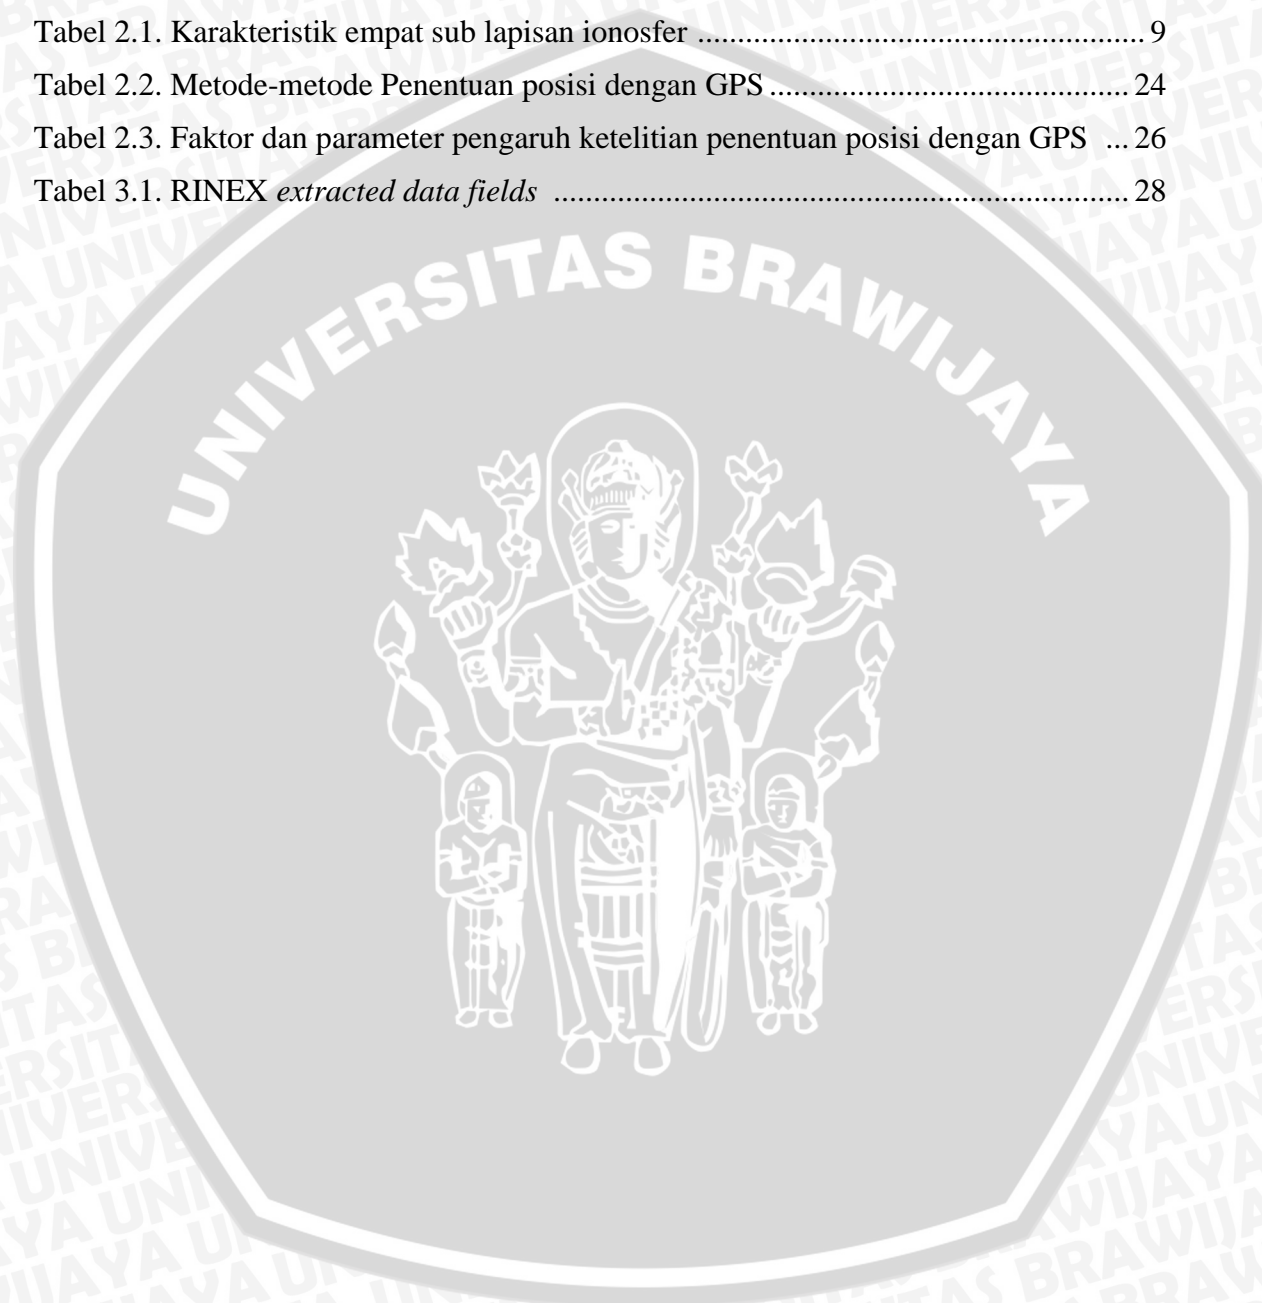 Tabel 2.1. Karakteristik empat sub lapisan ionosfer ........................................................ 9
Tabel 2.2. Metode-metode Penentuan posisi dengan GPS ............................................. 24
Tabel 2.3. Faktor dan parameter pengaruh ketelitian penentuan posisi dengan GPS ... 26
Tabel 3.1. RINEX extracted data fields ........................................................................ 28
UNIVERSITAS BRAWIJAYA